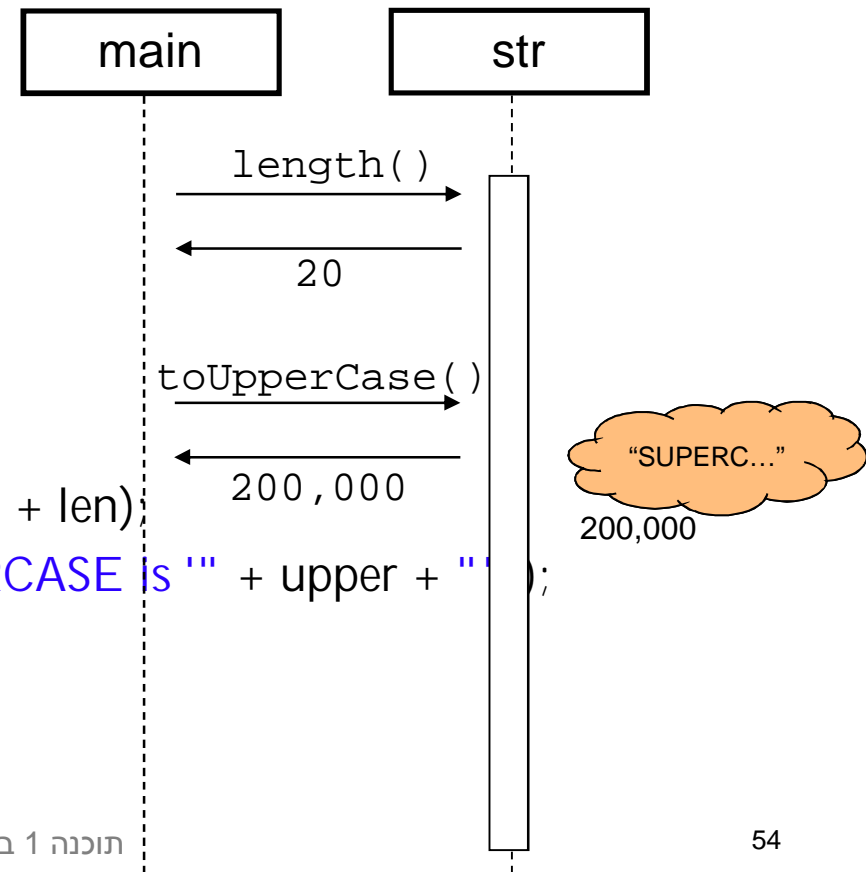 main
str
length()
20
toUpperCase()
"SUPERC…"
200,000
+ len);
200,000
CASE is '" + upper + "'");
תוכנה 1 ב
54